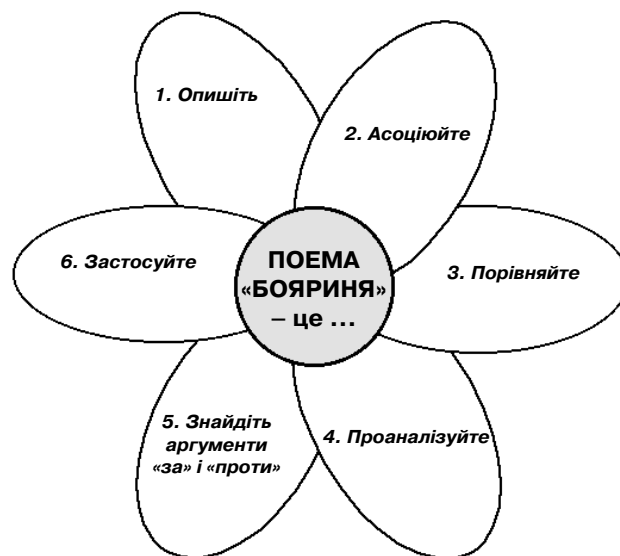 1. Опишіть
2. Асоціюйте
3. Порівняйте
4. Проаналізуйте
5. Знайдіть
аргументи
«за» і «проти»
6. Застосуйте
ПОЕМА
«БОЯРИНЯ»
– це ...